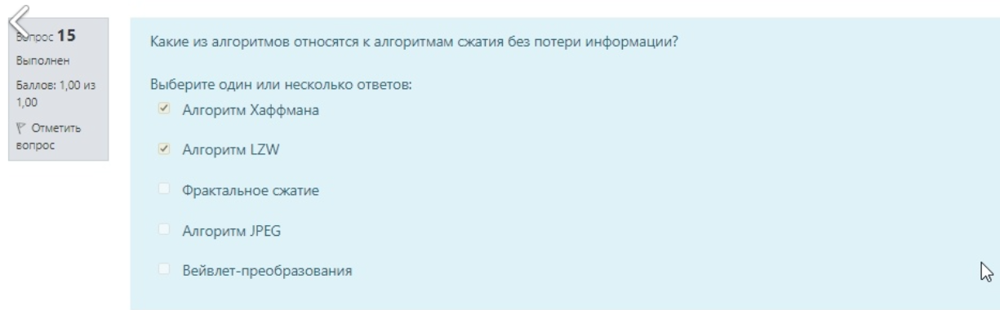 Вопрос 15
Выполнен
Баллов: 1,00 из
1,00
Отметить
вопрос
Какие из алгоритмов относятся к алгоритмам сжатия без потери информации?
Выберите один или несколько ответов:
Алгоритм Хаффмана
Алгоритм LZW
Фрактальное сжатие
Алгоритм JPEG
Вейвлет-преобразования